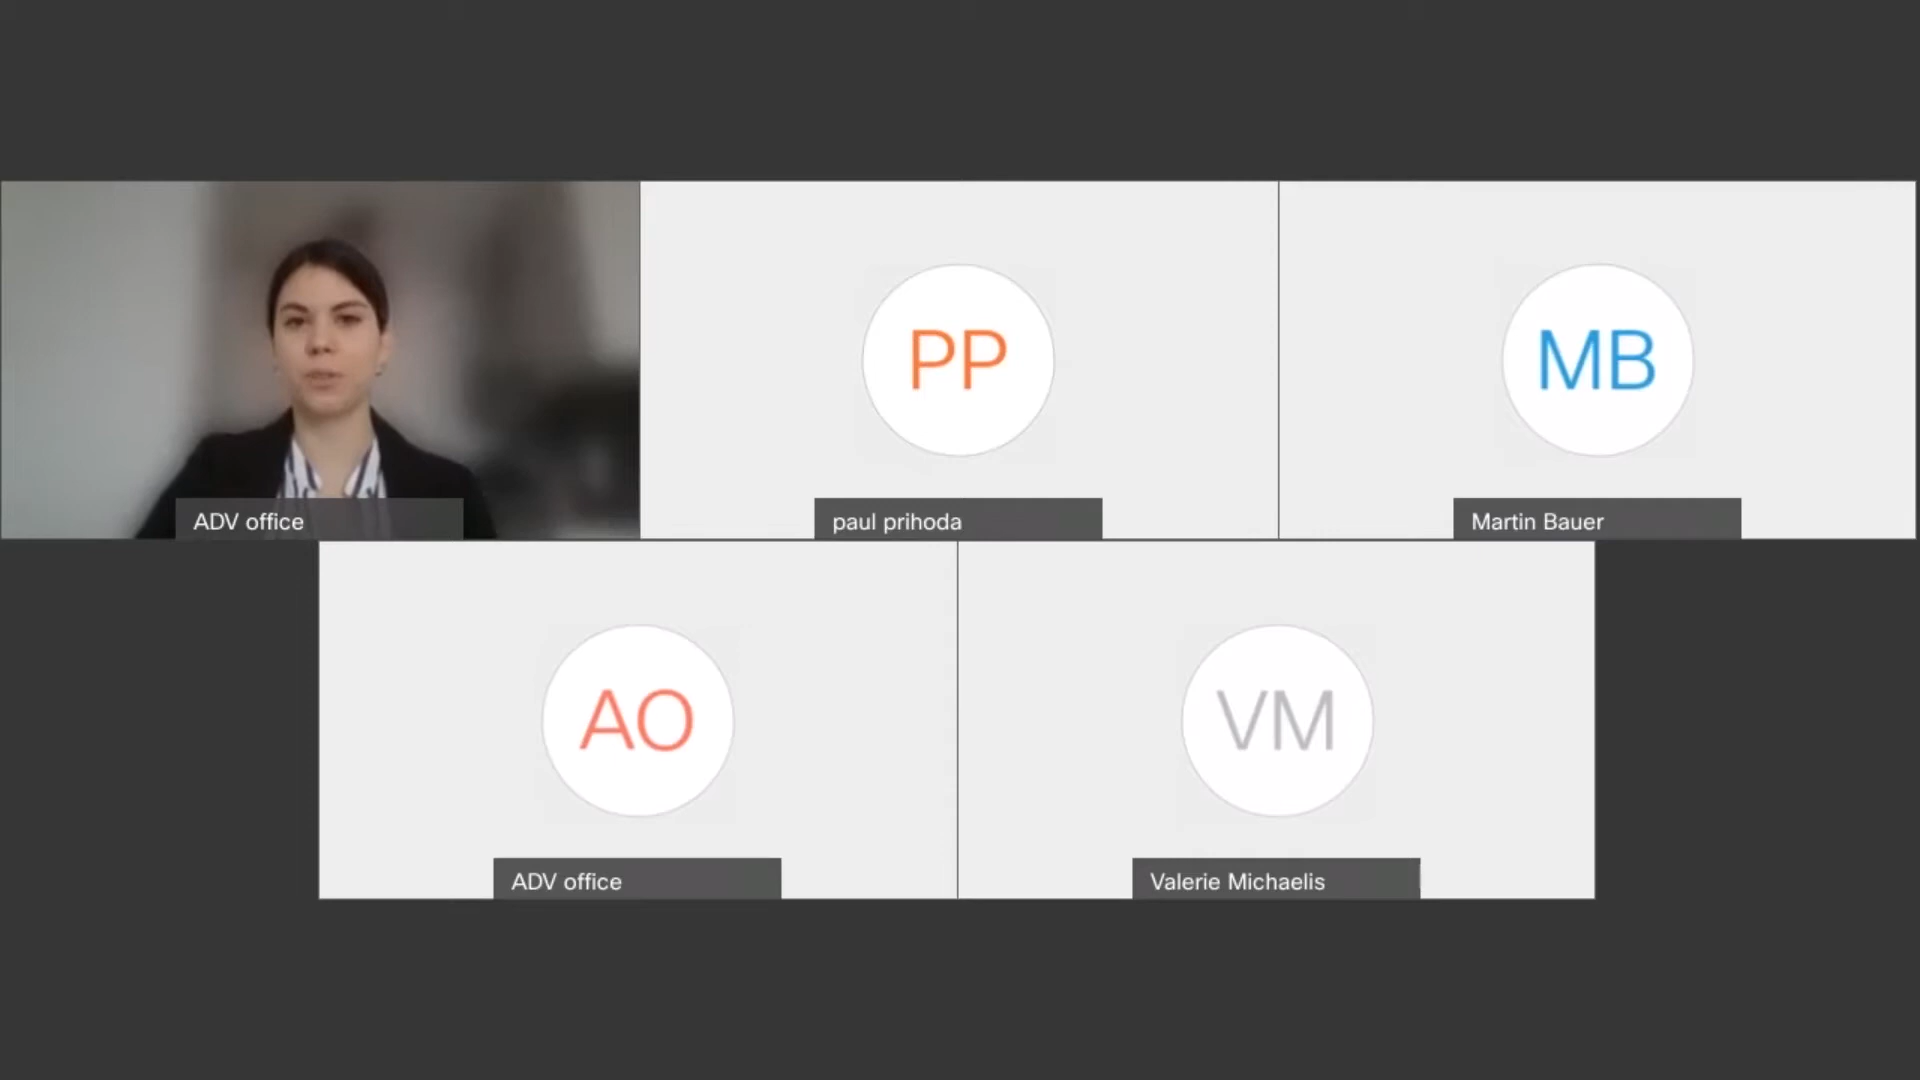 PP
MB
ADV office
paul prihoda
Martin Bauer
AO
VM
ADV office
Valerie Michaelis